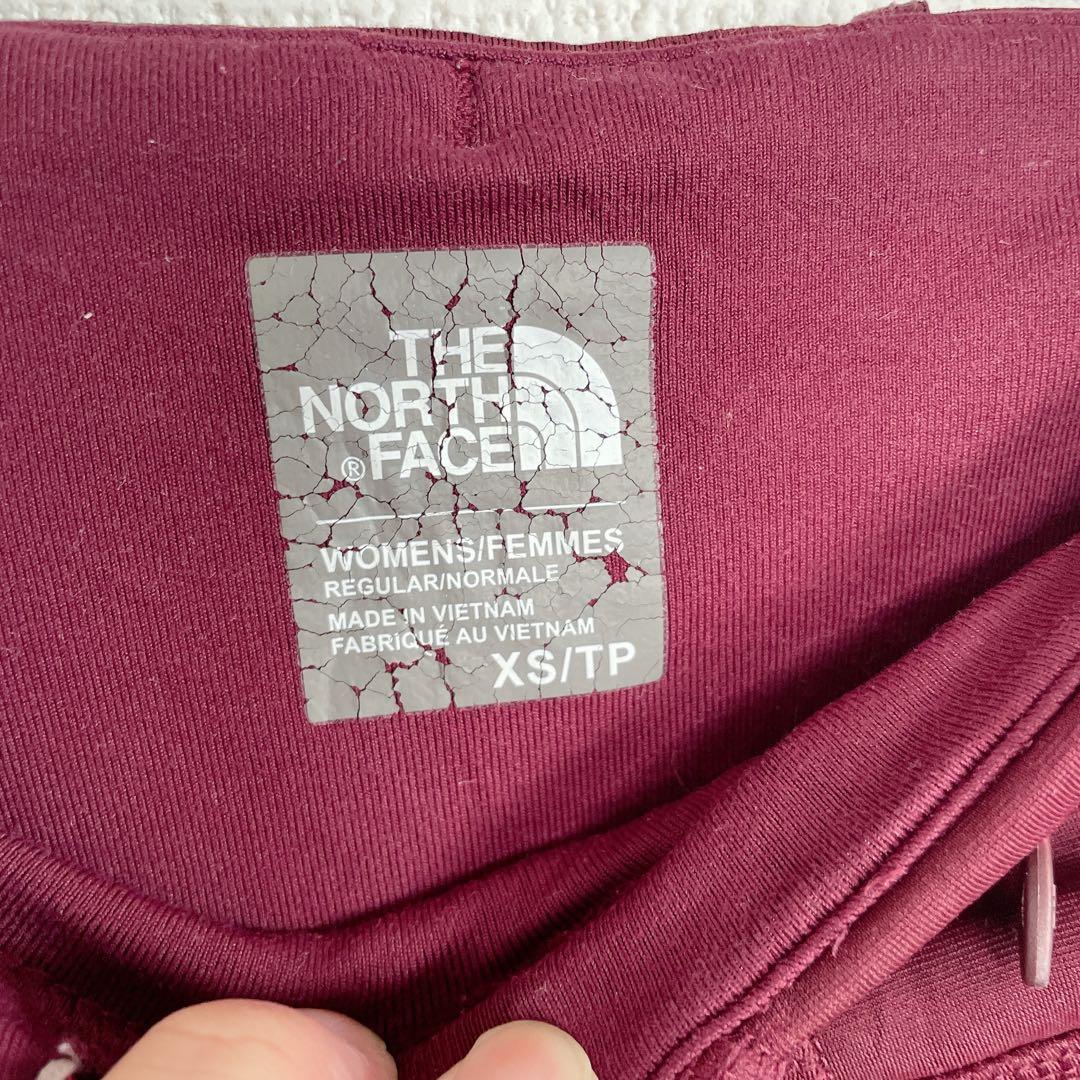 THE
NORTH
® FACE
WOMENS/FEMMES
REGULAR/NORMALE
MADE IN VIETNAM
FABRIQUÉ AU VIETNAM
XS/TP